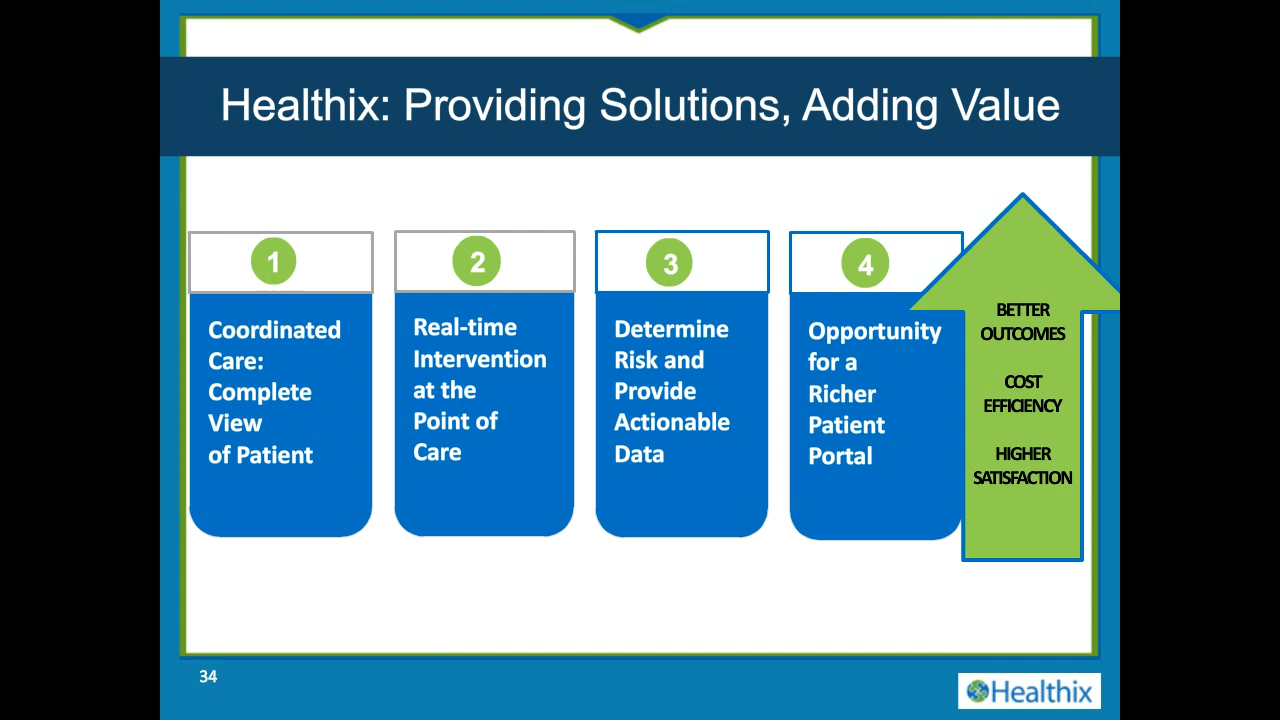 Healthix: Providing Solutions, Adding Value
1
Coordinated
Care:
Complete
View
of Patient
2
Real-time
Intervention
at the
Point of
Care
3
Determine
Risk and
Provide
Actionable
Data
4
Opportunity
for a
Richer
Patient
Portal
BETTER
OUTCOMES
COST
EFFICIENCY
HIGHER
SATISFACTION
34
Healthix